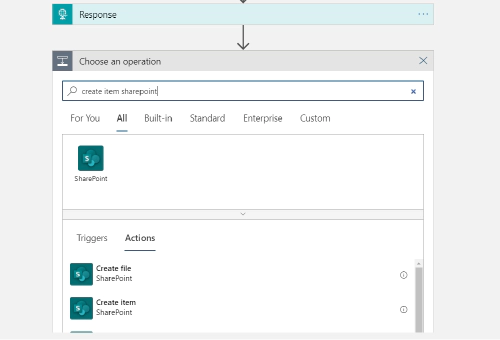 Response
Choose an operation
create item sharepoint
For You All Built-in Standard Enterprise Custom
SharePoint
Triggers Actions
Create file
SharePoint
Create item
SharePoint